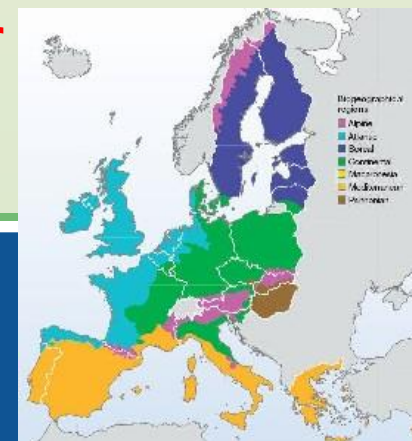 Biogeographical
regions
Alpine
Atlantic
Boreal
Continental
Macaronesia
Mediterranean
Pannonian